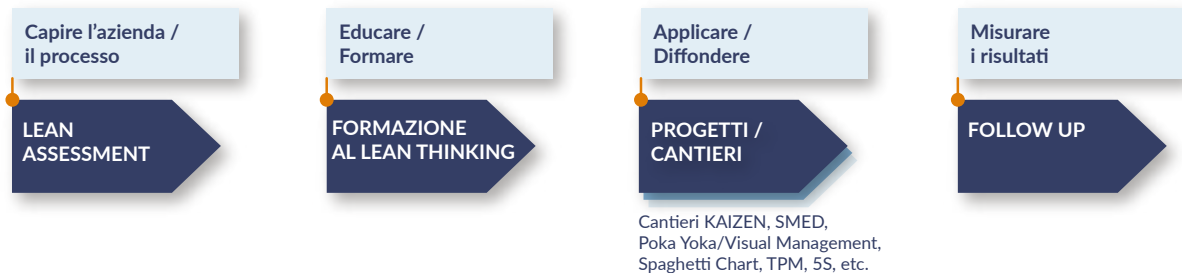 Capire l’azienda /
il processo
LEAN
ASSESSMENT
Educare /
Formare
FORMAZIONE
AL LEAN THINKING
Applicare /
Diffondere
PROGETTI /
CANTIERI
Cantieri KAIZEN, SMED,
Poka Yoka/Visual Management,
Spaghetti Chart, TPM, 5S, etc.
Misurare
i risultati
FOLLOW UP